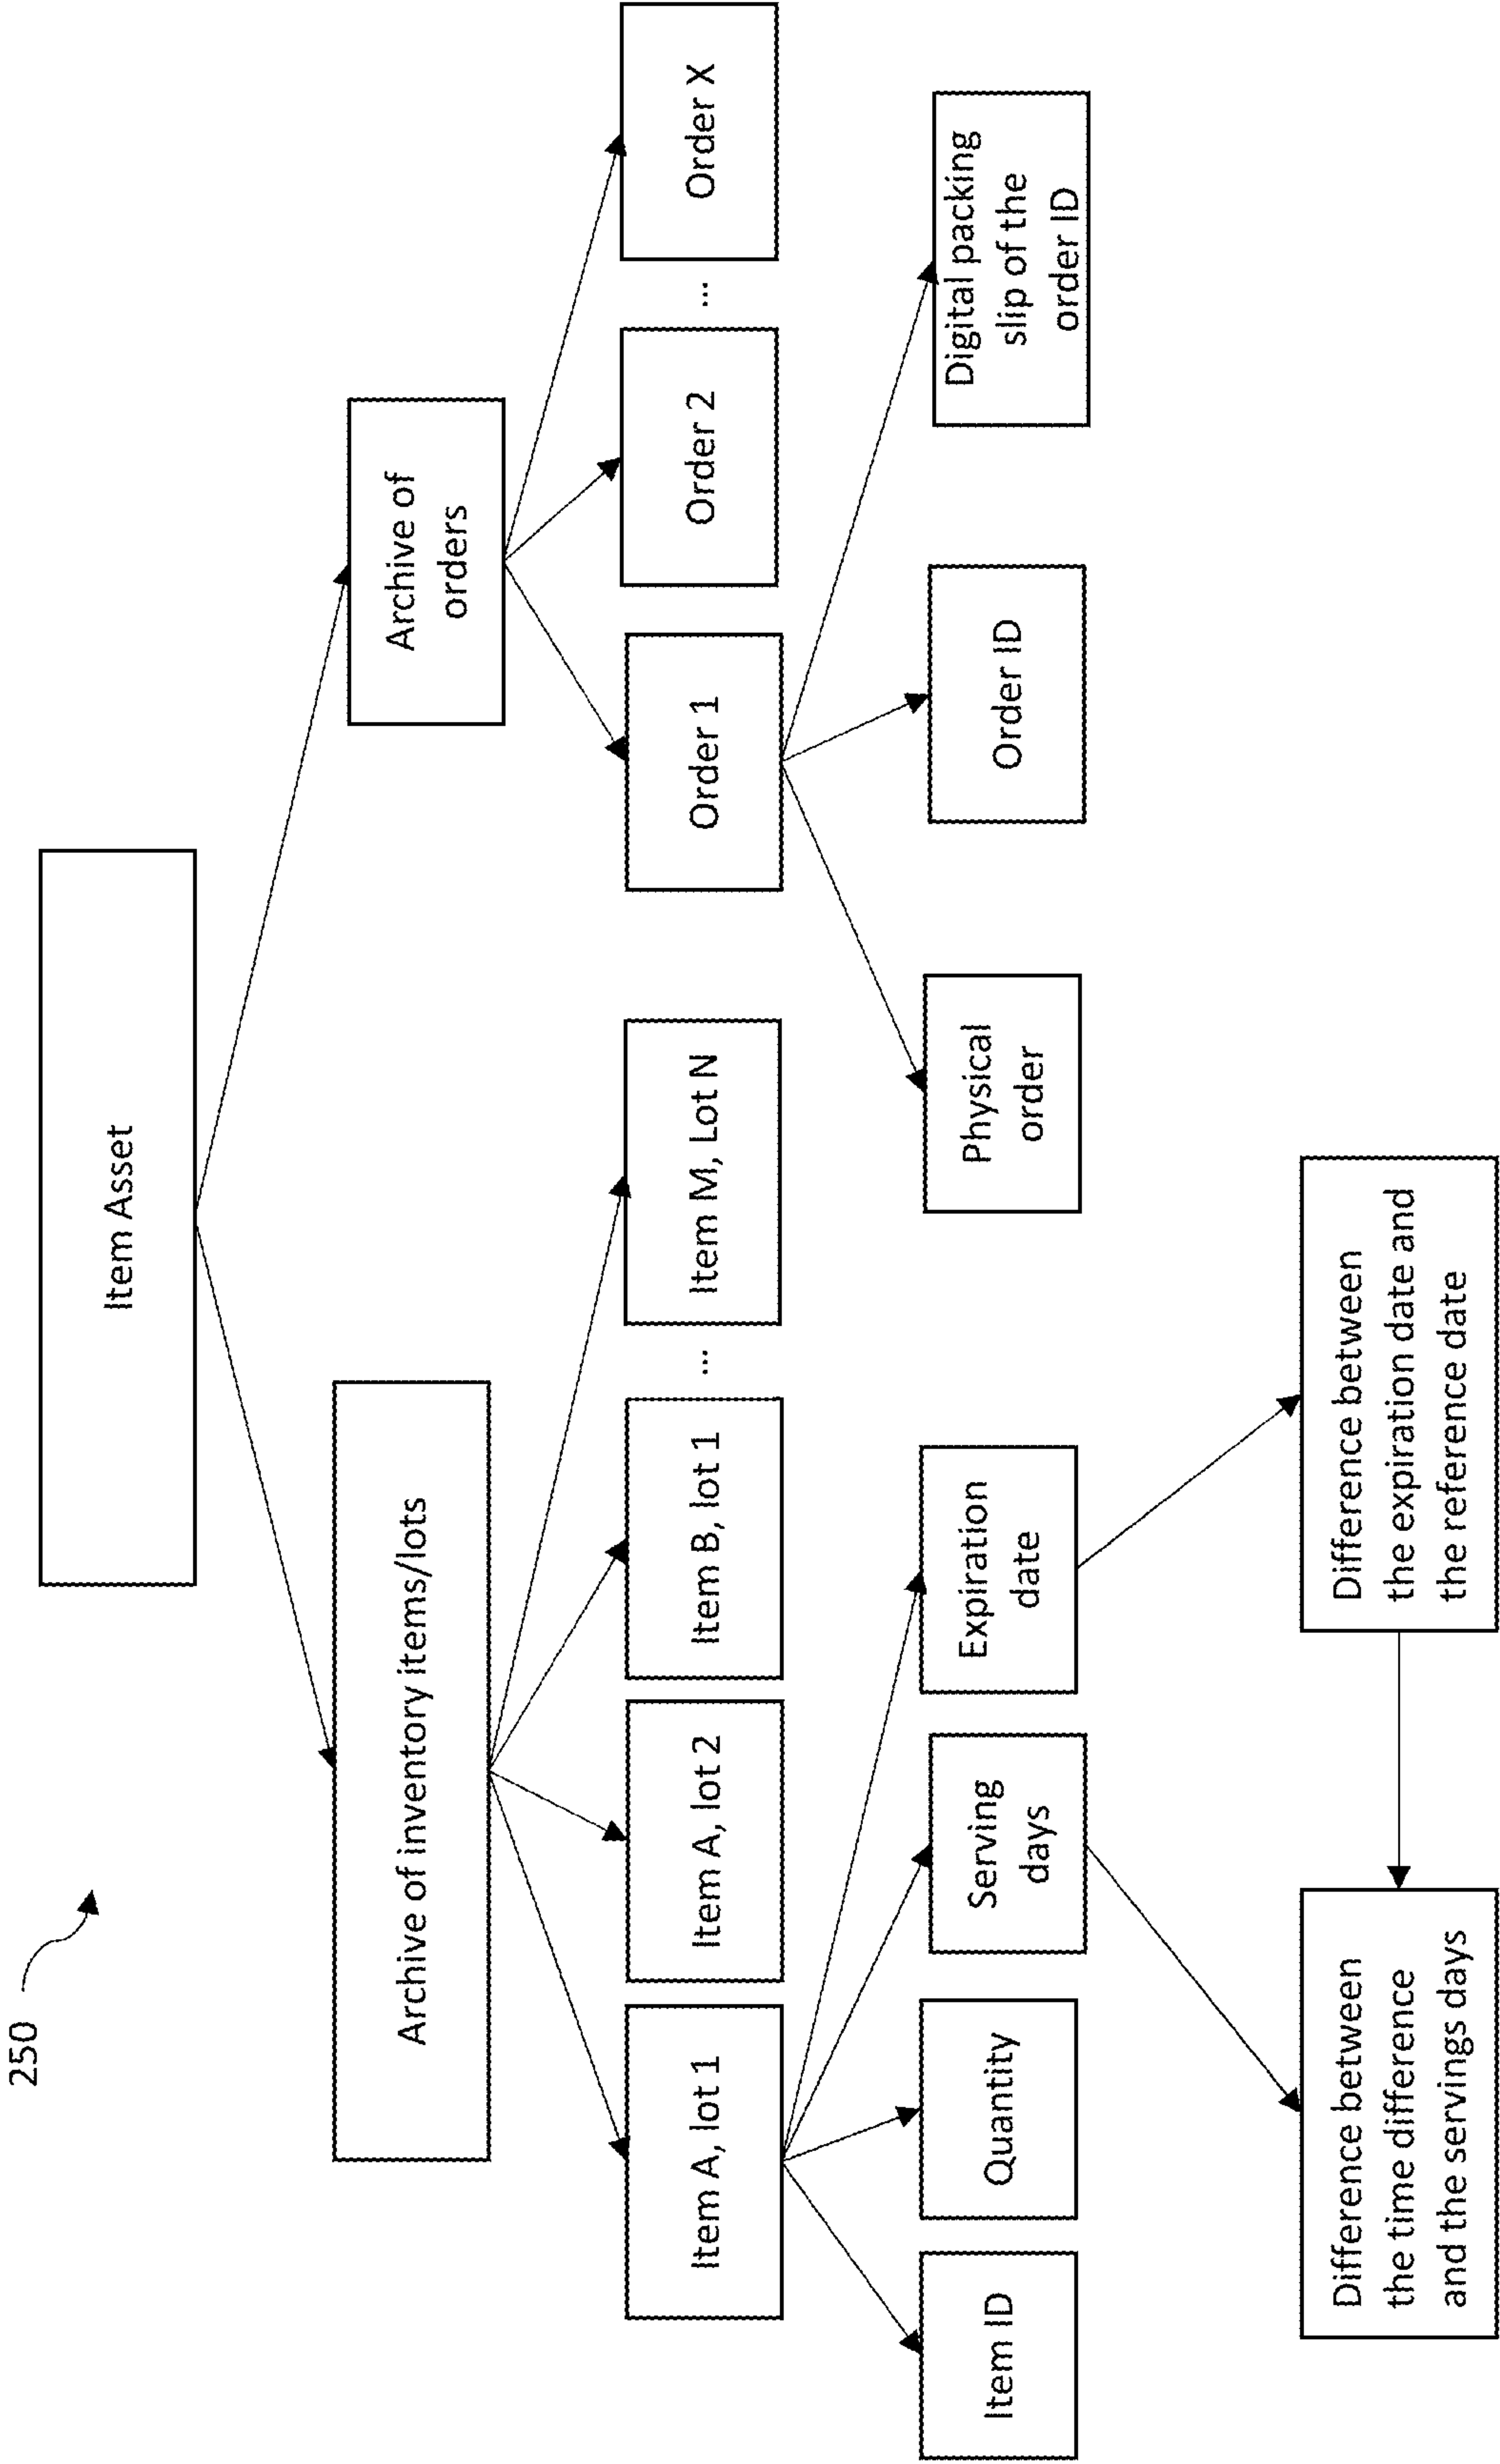 250
Item Asset
Archive of inventory items/lots
Archive of
orders
Item A, lot 1
Item A, lot 2
Item B, lot 1
...
Item M, Lot N
Order 1
Order 2
...
Order X
Item ID
Quantity
Serving
days
Expiration
date
Physical
order
Order ID
Digital packing
slip of the
order ID
Difference between
the time difference
and the servings days
Difference between
the expiration date and
the reference date